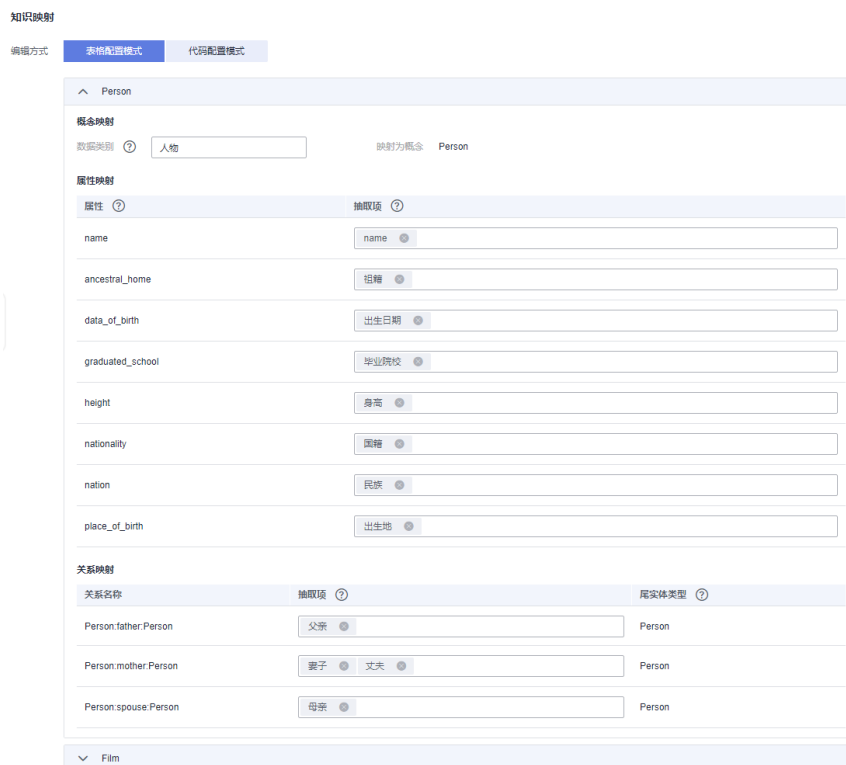 知识映射
编辑方式 表格配置模式 代码配置模式
Person
概念映射
数据类别 ? 人物 映射为概念 Person
属性映射
属性 ? 抽取项 ?
name name
ancestral_home 祖籍
data_of_birth 出生日期
graduated_school 毕业院校
height 身高
nationality 国籍
nation 民族
place_of_birth 出生地
关系映射
关系名称 抽取项 ? 尾实体类型 ?
Person:father:Person 父亲 Person
Person:mother:Person 妻子 丈夫 Person
Person:spouse:Person 母亲 Person
Film